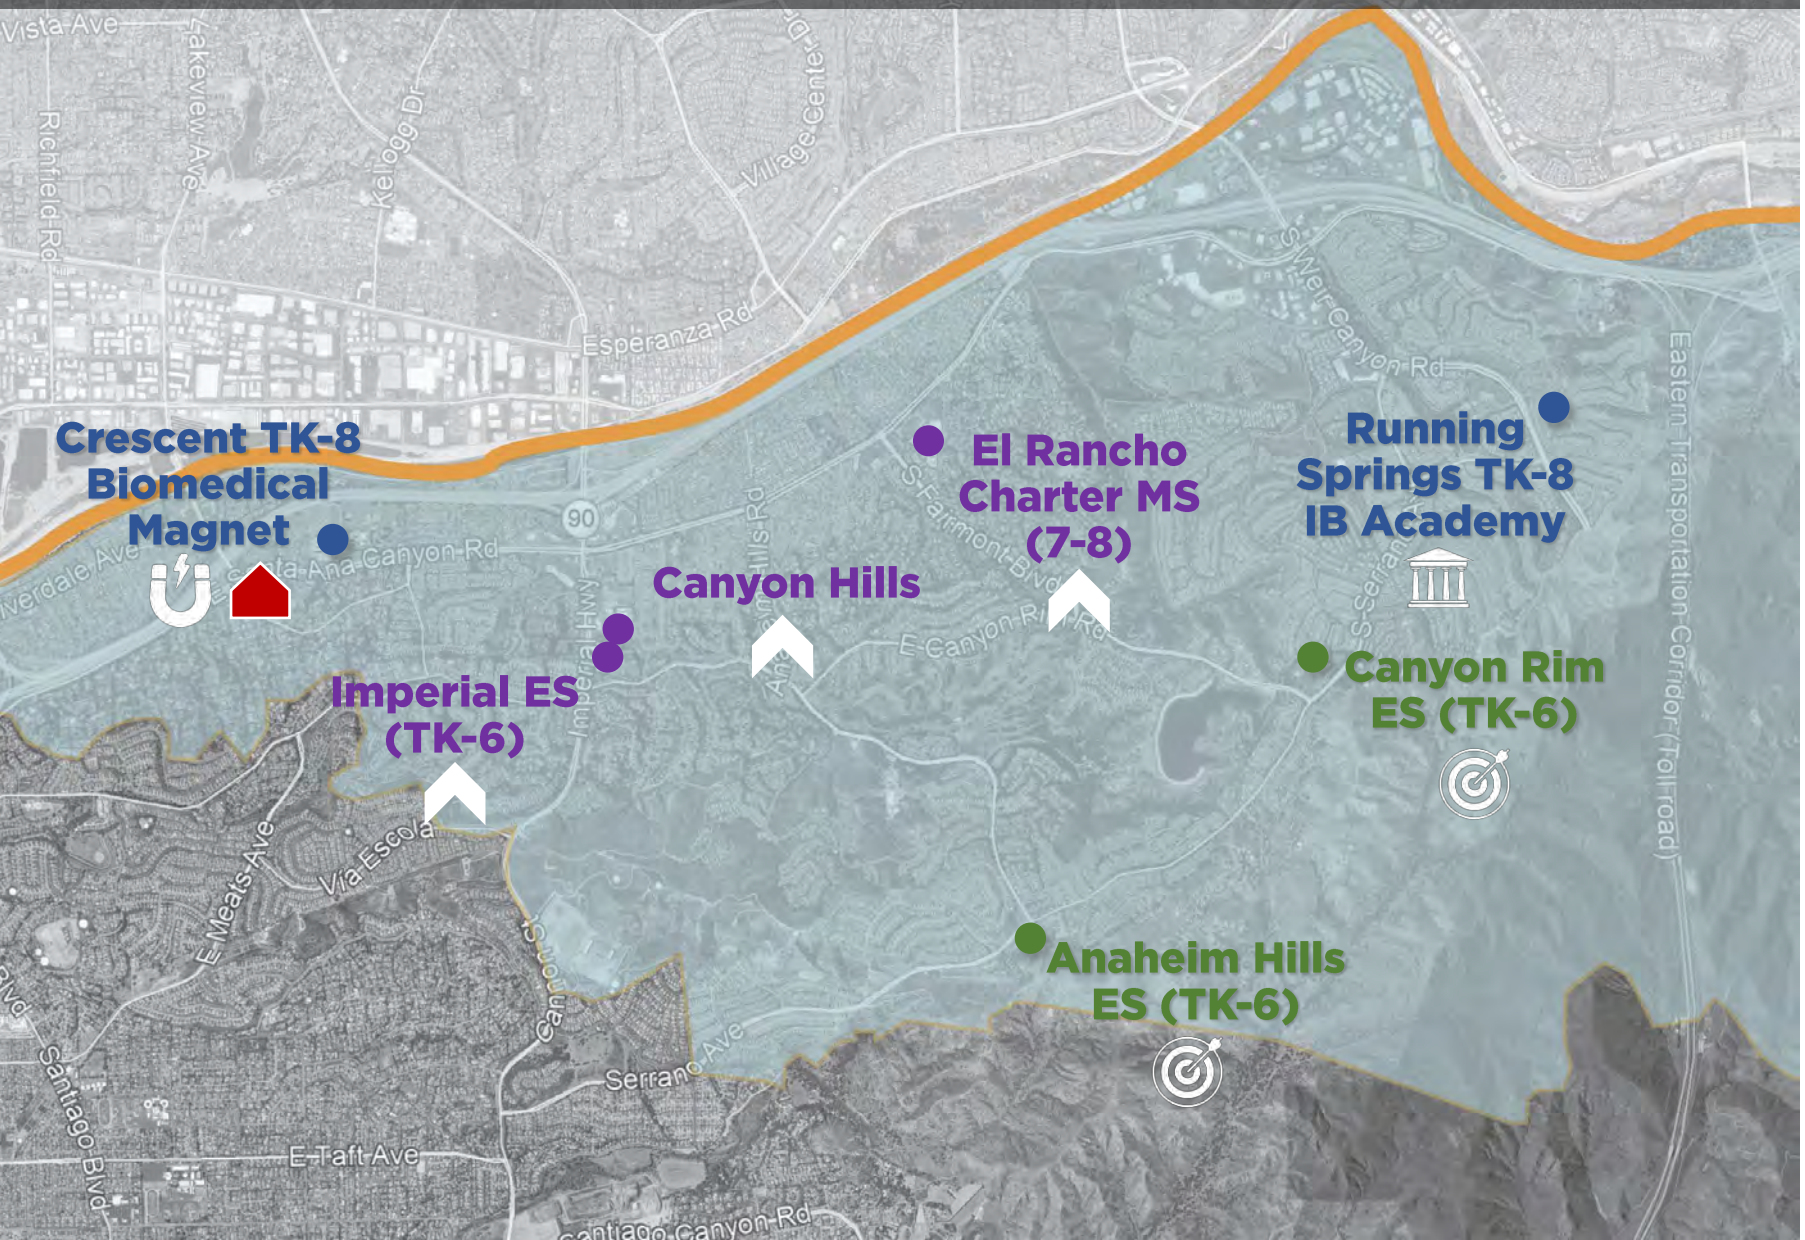 Vista Ave
Lakeview Ave
Richfield Rd
Kellogg Dr
Village Center
Dr
Esperanza Rd
S Weir Canyon Rd
Eastern Transportation Corridor (Toll road)
Crescent TK-8
Biomedical
Magnet
El Rancho
Charter MS
(7-8)
Running
Springs TK-8
IB Academy
90
Santa Ana Canyon Rd
Riverdale Ave
S Fairmont Blvd
Canyon Hills
Imperial Hwy
E Canyon Rim Rd
S Serrano
Imperial ES
(TK-6)
Canyon Rim
ES (TK-6)
Via Escola
E Meats Ave
Anaheim Hills
ES (TK-6)
Serrano Ave
Santiago Blvd
E Taft Ave
Santiago Canyon Rd